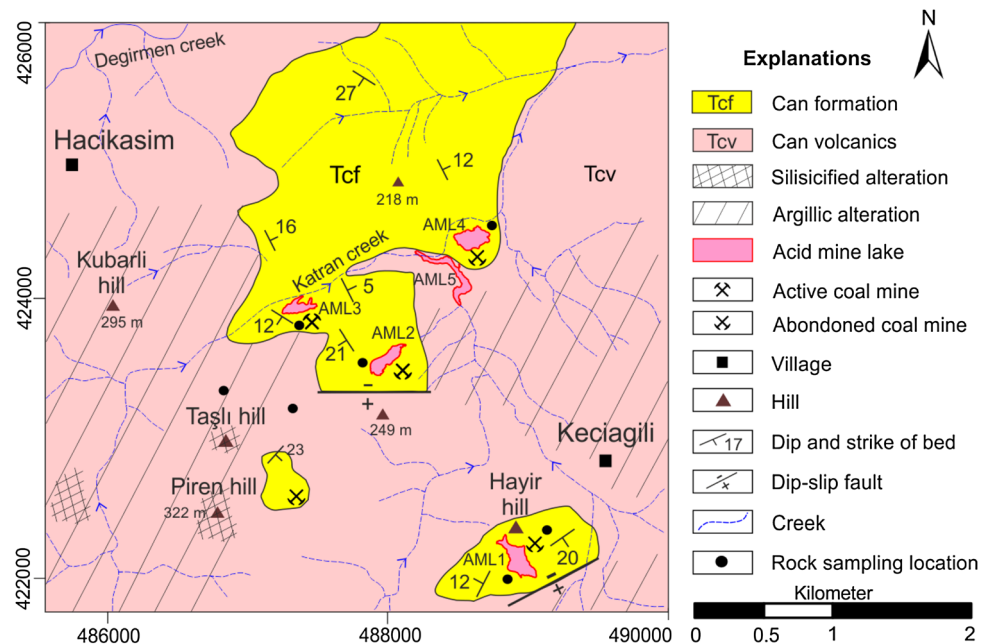 426000
424000
422000
486000
488000
490000
Degirmen creek
27
Hacikasim
Tcf
12
218 m
Tcv
16
AML4
Katran creek
Kubarli
hill
295 m
5
AML5
12
AML3
21
AML2
-
+
Taşlı hill
249 m
Keciagili
23
Piren hill
322 m
Hayir
hill
AML1
20
12
-
+
N
Explanations
Tcf Can formation
Tcv Can volcanics
Silisicified alteration
Argillic alteration
Acid mine lake
Active coal mine
Abondoned coal mine
Village
Hill
17 Dip and strike of bed
- + Dip-slip fault
Creek
Rock sampling location
Kilometer
0 0.5 1 2